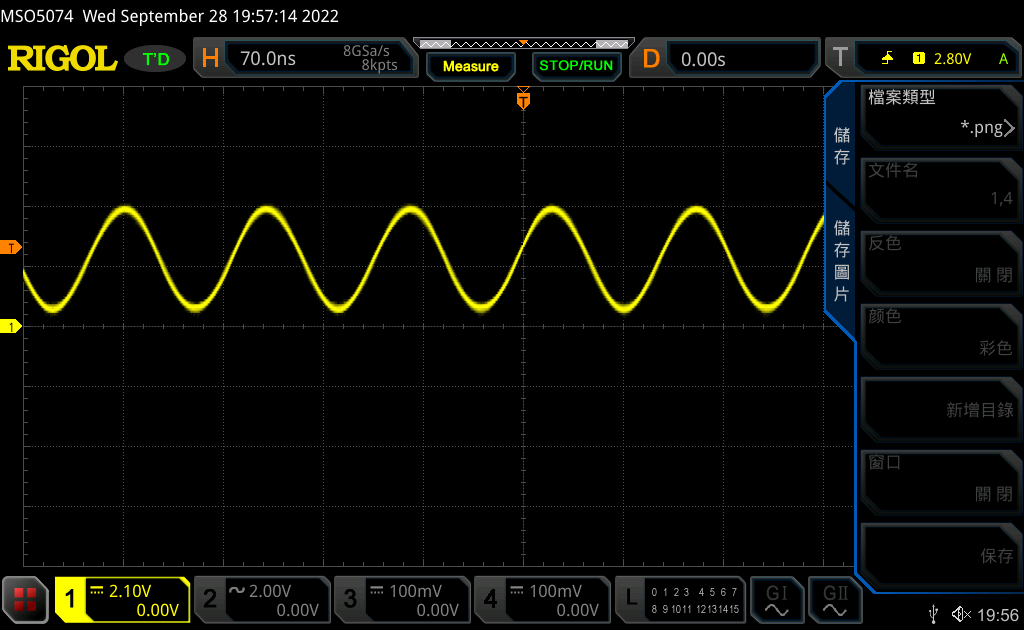 MSO5074 Wed September 28 19:57:14 2022
RIGOL
T'D
H
70.0ns
8GSa/s
8kpts
Measure
STOP/RUN
D
0.00s
T
1
2.80V
A
T
T
1
儲存
儲存圖片
檔案類型
*.png
文件名
1,4
反色
關閉
颜色
彩色
新增目錄
窗口
關閉
保存
1
2.10V
0.00V
2
2.00V
0.00V
3
100mV
0.00V
4
100mV
0.00V
L
0 1 2 3 4 5 6 7
8 9 10 11 12 13 14 15
GI
GII
19:56